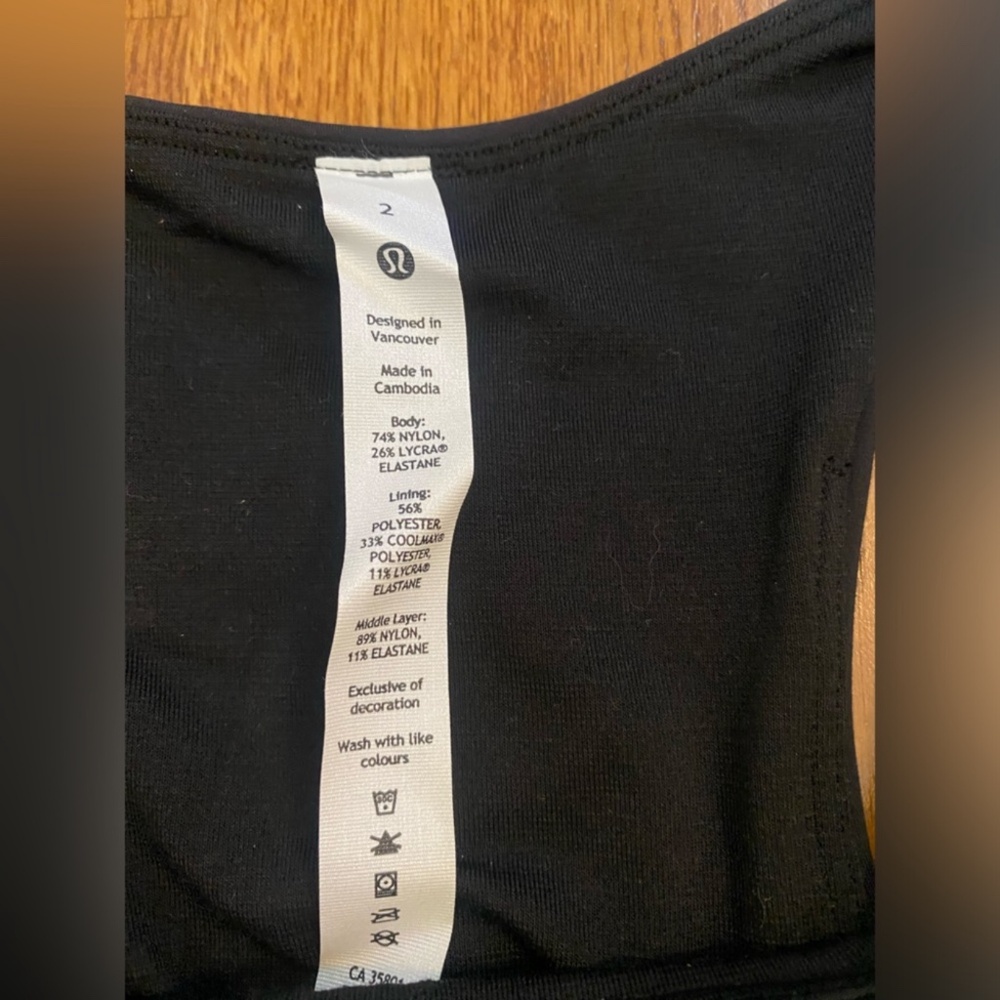 2
Designed in
Vancouver
Made in
Cambodia
Body:
74% NYLON,
26% LYCRA®
ELASTANE
Lining:
56%
POLYESTER
33% COOLMAX®
POLYESTER,
11% LYCRA®
ELASTANE
Middle Layer:
89% NYLON,
11% ELASTANE
Exclusive of
decoration
Wash with like
colours
CA